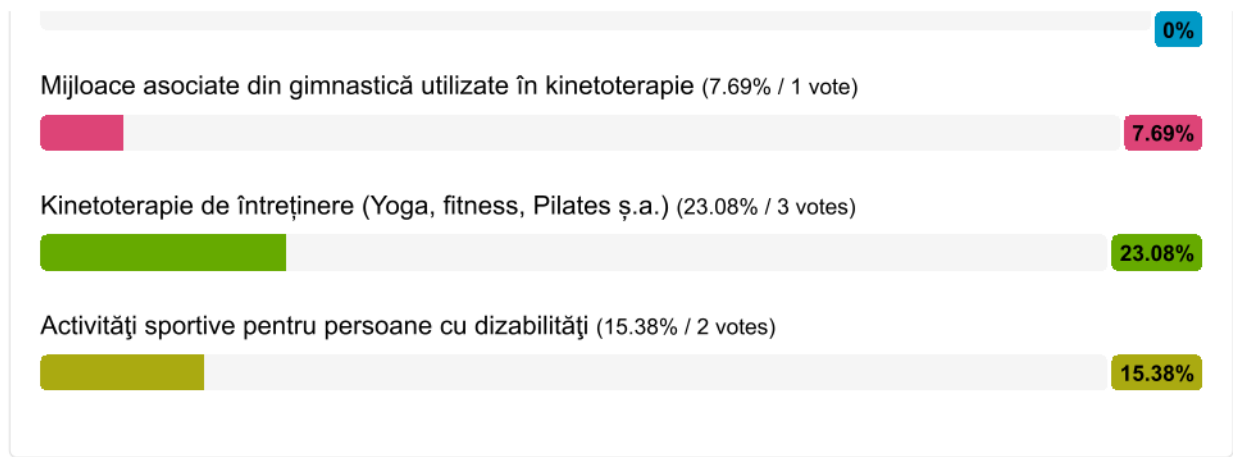 0%
Mijloace asociate din gimnastică utilizate în kinetoterapie (7.69% / 1 vote)
7.69%
Kinetoterapie de întreținere (Yoga, fitness, Pilates ș.a.) (23.08% / 3 votes)
23.08%
Activităţi sportive pentru persoane cu dizabilităţi (15.38% / 2 votes)
15.38%